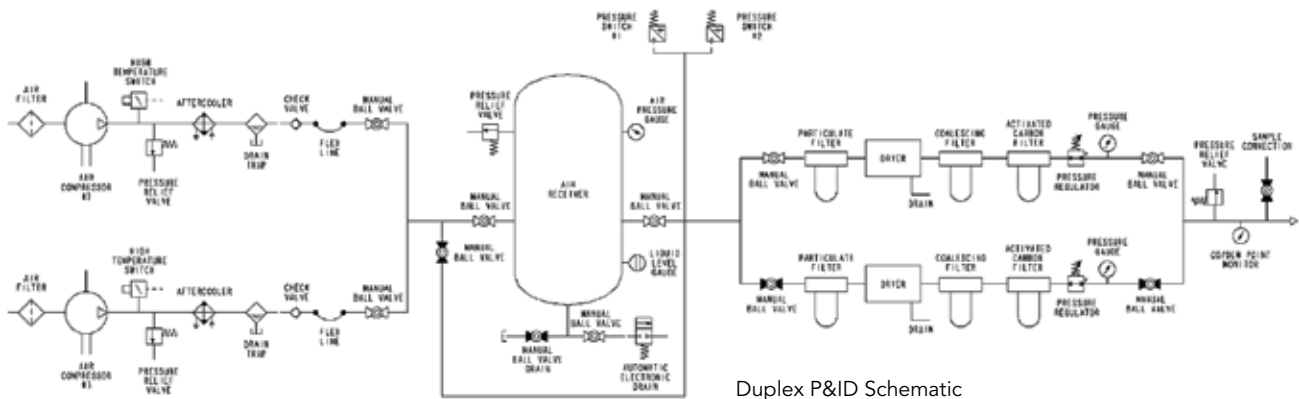 PRESSURE
SWITCH
#1
PRESSURE
SWITCH
#2
HIGH
TEMPERATURE
SWITCH
AIR
FILTER
AFTERCOOLER
CHECK
VALVE
MANUAL
BALL VALVE
DRAIN
TRAP
FLEX
LINE
AIR
COMPRESSOR
PRESSURE
RELIEF
VALVE
PRESSURE
RELIEF
VALVE
AIR
PRESSURE
GAUGE
AIR
RECEIVER
MANUAL
BALL VALVE
MANUAL
BALL VALVE
MANUAL
BALL VALVE
LIQUID
LEVEL
GAUGE
MANUAL
BALL VALVE
MANUAL
BALL VALVE
DRAIN
AUTOMATIC
ELECTRONIC
DRAIN
HIGH
TEMPERATURE
SWITCH
AIR
FILTER
AFTERCOOLER
CHECK
VALVE
MANUAL
BALL VALVE
DRAIN
TRAP
FLEX
LINE
AIR
COMPRESSOR
PRESSURE
RELIEF
VALVE
PARTICULATE
FILTER
DRYER
COALESCING
FILTER
ACTIVATED
CARBON
FILTER
PRESSURE
GAUGE
MANUAL
BALL VALVE
DRAIN
PRESSURE
REGULATOR
MANUAL
BALL VALVE
PRESSURE
RELIEF
VALVE
SAMPLE
CONNECTION
PARTICULATE
FILTER
DRYER
COALESCING
FILTER
ACTIVATED
CARBON
FILTER
PRESSURE
GAUGE
MANUAL
BALL VALVE
DRAIN
PRESSURE
REGULATOR
MANUAL
BALL VALVE
POINT
MONITOR
Duplex P&ID Schematic